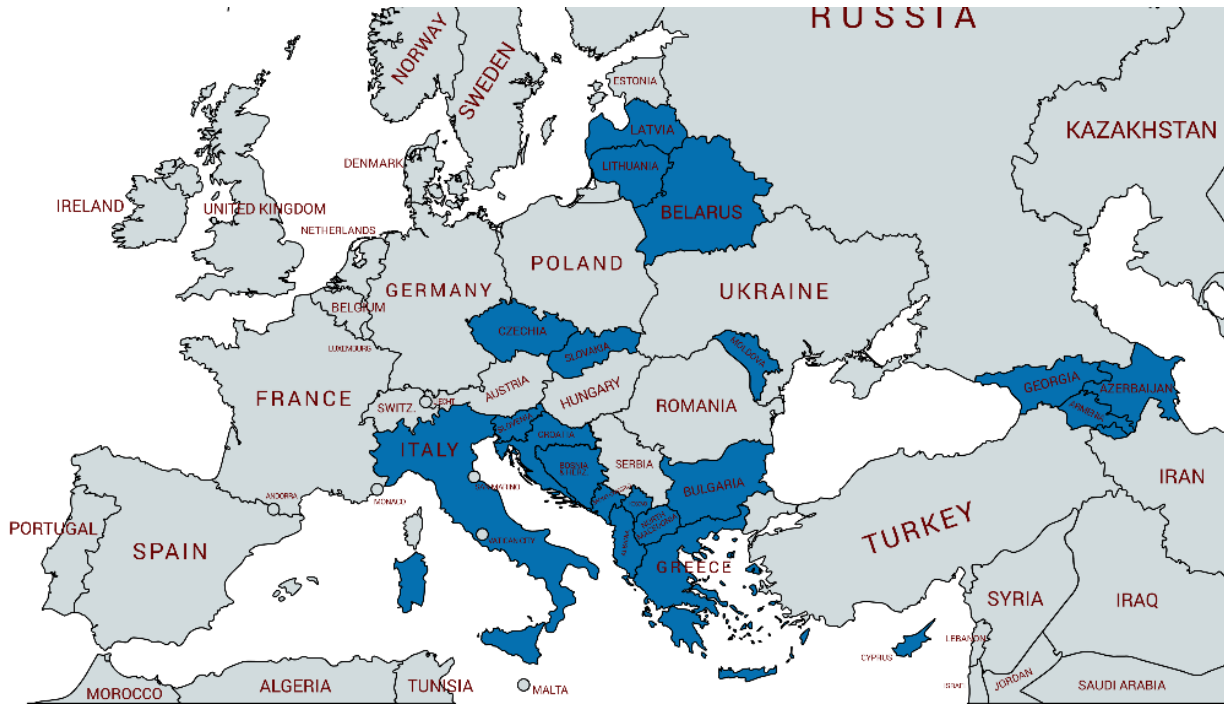 RUSSIA
NORWAY
SWEDEN
ESTONIA
KAZAKHSTAN
LATVIA
DENMARK
LITHUANIA
IRELAND
UNITED KINGDOM
BELARUS
NETHERLANDS
POLAND
GERMANY
UKRAINE
BELGIUM
CZECHIA
LUXEMBOURG
SLOVAKIA
MOLDOVA
AUSTRIA
HUNGARY
GEORGIA
AZERBAIJAN
FRANCE
SWITZ.
ROMANIA
ARMENIA
SLOVENIA
CROATIA
ITALY
SERBIA
BOSNIA
& HERZ.
IRAN
SAN MARINO
BULGARIA
ANDORRA
MONACO
PORTUGAL
SPAIN
NORTH
MACEDONIA
TURKEY
VATICAN CITY
ALBANIA
GREECE
SYRIA
IRAQ
LEBANON
CYPRUS
MOROCCO
ALGERIA
TUNISIA
MALTA
ISRAEL
JORDAN
SAUDI ARABIA